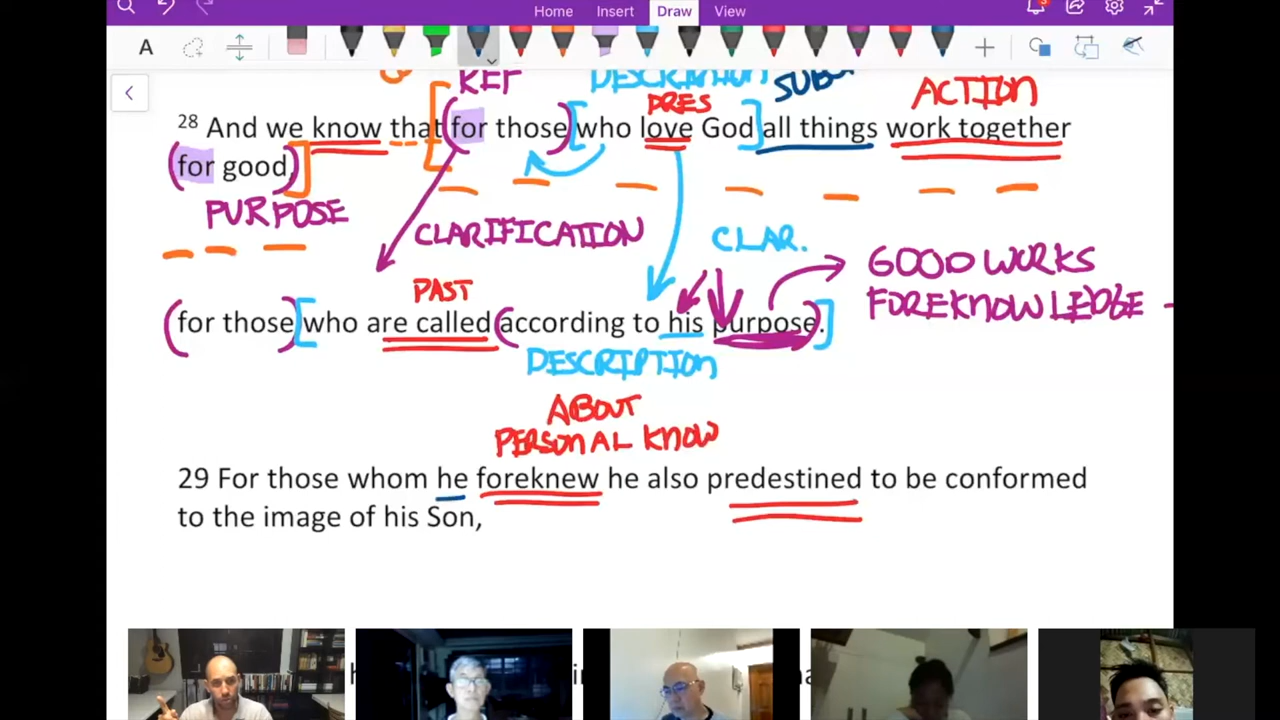 Home Insert Draw View
A
REF DESCRIPTION SUBJ
PRES ACTION
28 And we know that for those who love God all things work together
for good,
PURPOSE
CLARIFICATION CLAR.
GOOD WORKS
PAST
FOREKNOWLEDGE
for those who are called according to his purpose.
DESCRIPTION
ABOUT
PERSONAL KNOW
29 For those whom he foreknew he also predestined to be conformed
to the image of his Son,